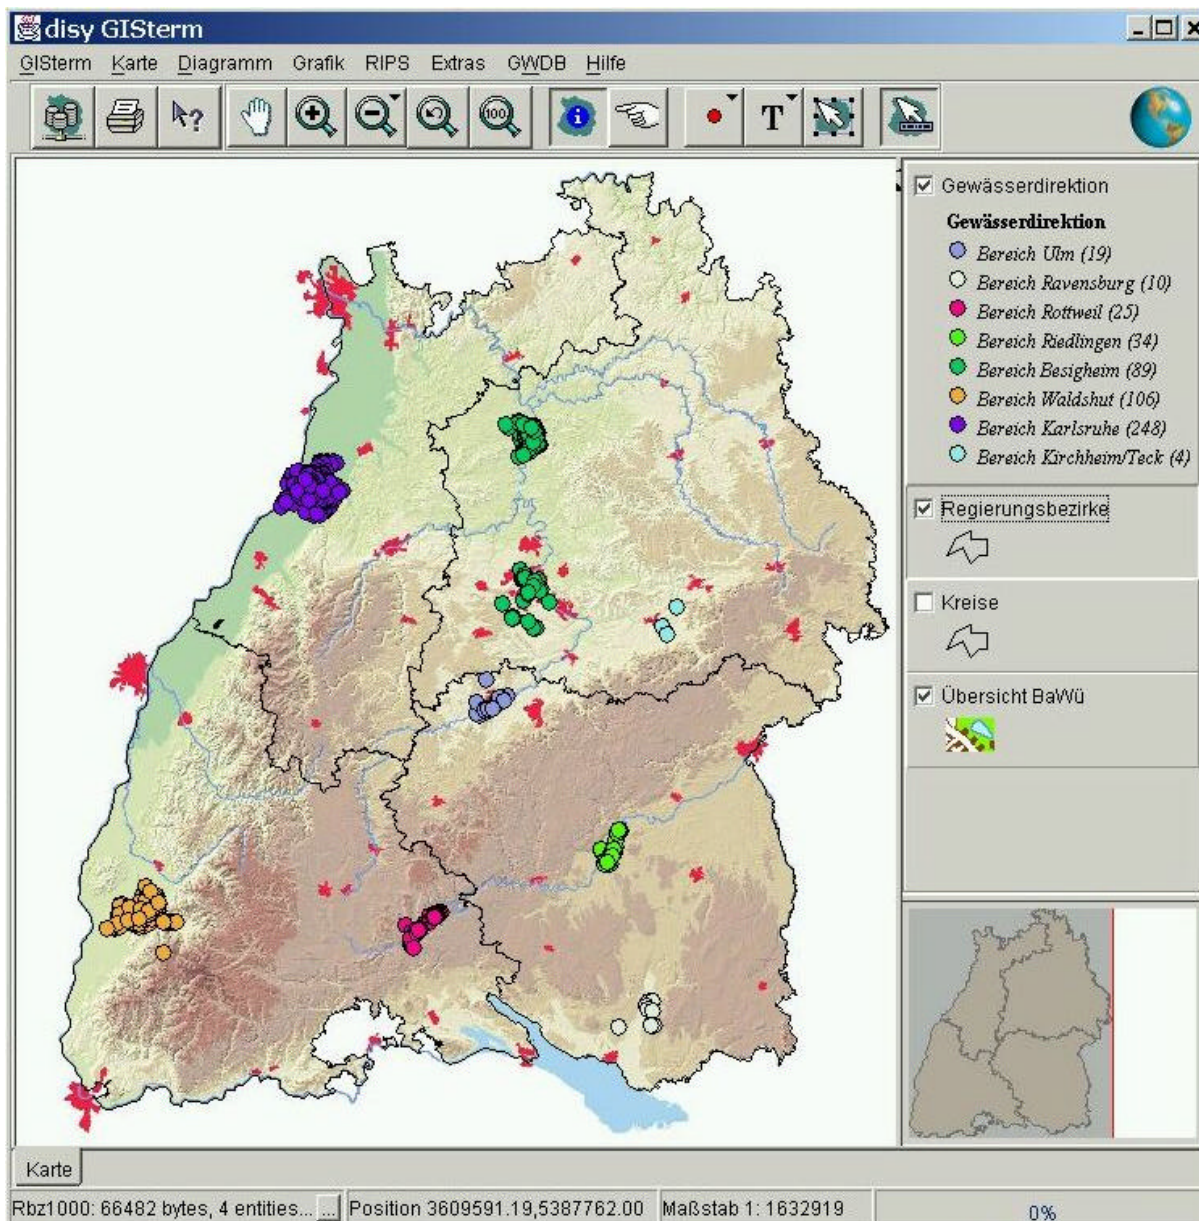 disy GISterm
GISterm Karte Diagramm Grafik RIPS Extras GWDB Hilfe
? 100 i T
Gewässerdirektion
Gewässerdirektion
Bereich Ulm (19)
Bereich Ravensburg (10)
Bereich Rottweil (25)
Bereich Riedlingen (34)
Bereich Besigheim (89)
Bereich Waldshut (106)
Bereich Karlsruhe (248)
Bereich Kirchheim/Teck (4)
Regierungsbezirke
Kreise
Übersicht BaWü
Karte
Rbz1000: 66482 bytes, 4 entities... ... Position 3609591.19,5387762.00 Maßstab 1: 1632919 0%